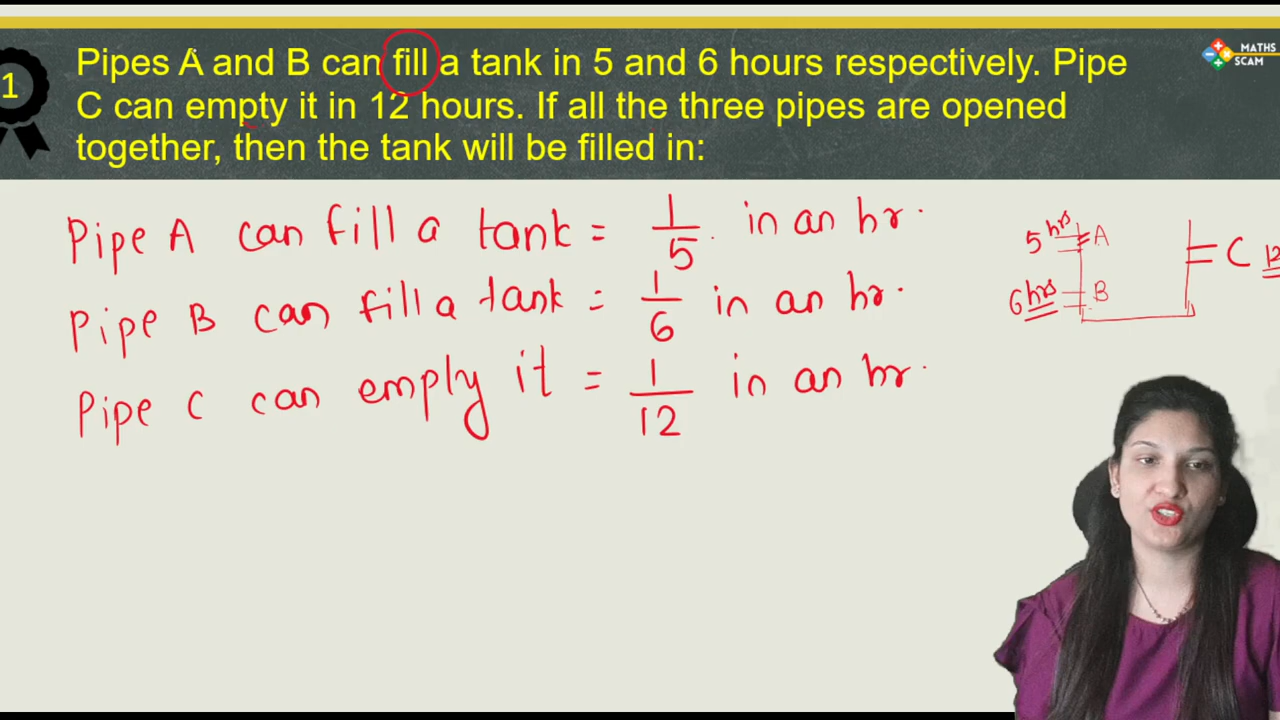 1
Pipes A and B can fill a tank in 5 and 6 hours respectively. Pipe
C can empty it in 12 hours. If all the three pipes are opened
together, then the tank will be filled in:
MATHS
SCAM
Pipe A can fill a tank = 1/5 in an hr.
Pipe B can fill a tank = 1/6 in an hr.
Pipe C can empty it = 1/12 in an hr.
5 hrs A
6 hrs B
C 12